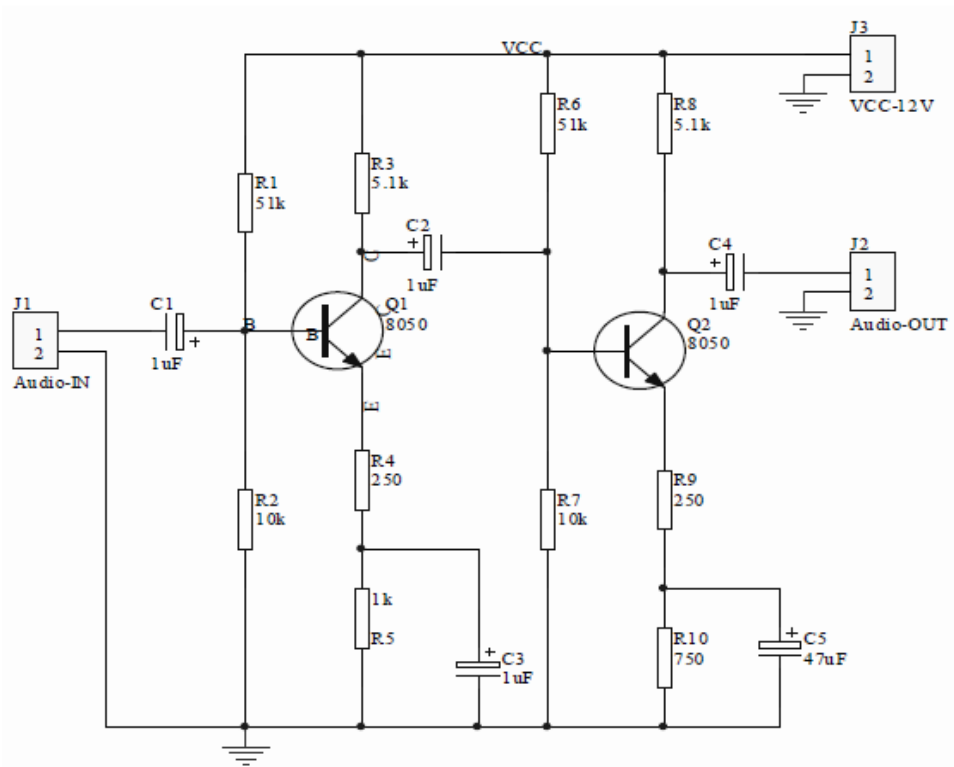 J3
VCC
1
2
VCC-12V
R6
51k
R8
5.1k
R3
5.1k
R1
51k
C2
+
1uF
C
C4
+
1uF
J2
1
2
Audio-OUT
J1
1
2
Audio-IN
C1
+
1uF
B
B
Q1
8050
C
E
E
Q2
8050
R4
250
R9
250
R2
10k
R7
10k
1k
R5
+
C3
1uF
R10
750
+
C5
47uF